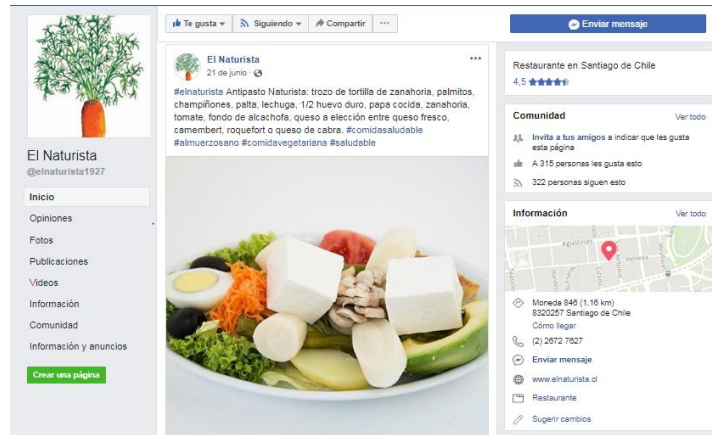 Te gusta
Siguiendo
Compartir
Enviar mensaje
El Naturista
@elnaturista1927
Inicio
Opiniones
Fotos
Publicaciones
Videos
Información
Comunidad
Información y anuncios
Crear una página
El Naturista
21 de junio
#elnaturista Antipasto Naturista: trozo de tortilla de zanahoria, palmitos,
champiñones, palta, lechuga, 1/2 huevo duro, papa cocida, zanahoria,
tomate, fondo de alcachofa, queso a elección entre queso fresco,
camembert, roquefort o queso de cabra. #comidasaludable
#almuerzosano #comidavegetariana #saludable
Restaurante en Santiago de Chile
4,5
Comunidad Ver todo
Invita a tus amigos a indicar que les gusta
esta página
A 315 personas les gusta esto
322 personas siguen esto
Información Ver todo
Agustinas
Moneda
Moneda 846 (1,16 km)
8320257 Santiago de Chile
Cómo llegar
(2) 2672 7627
Enviar mensaje
www.elnaturista.cl
Restaurante
Sugerir cambios